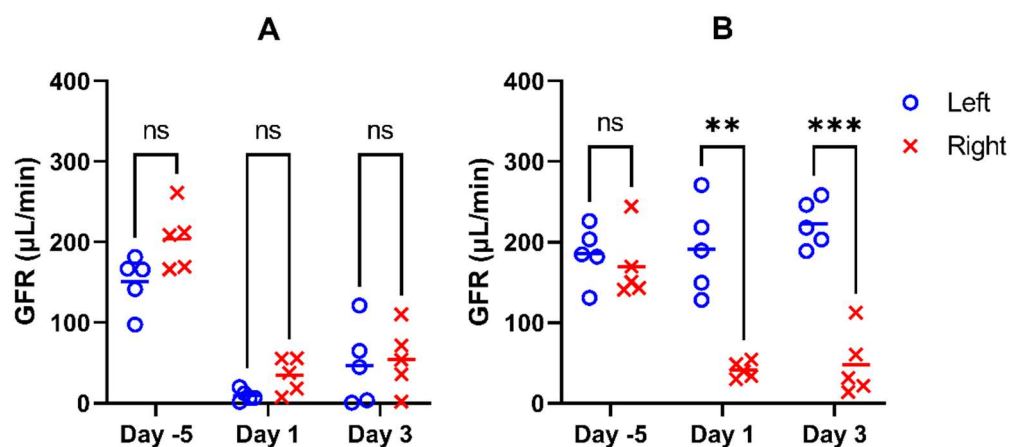 A
GFR (µL/min)
400
300
200
100
0
ns
ns
ns
Day -5
Day 1
Day 3
B
GFR (µL/min)
400
300
200
100
0
ns
**
***
Day -5
Day 1
Day 3
Left
Right